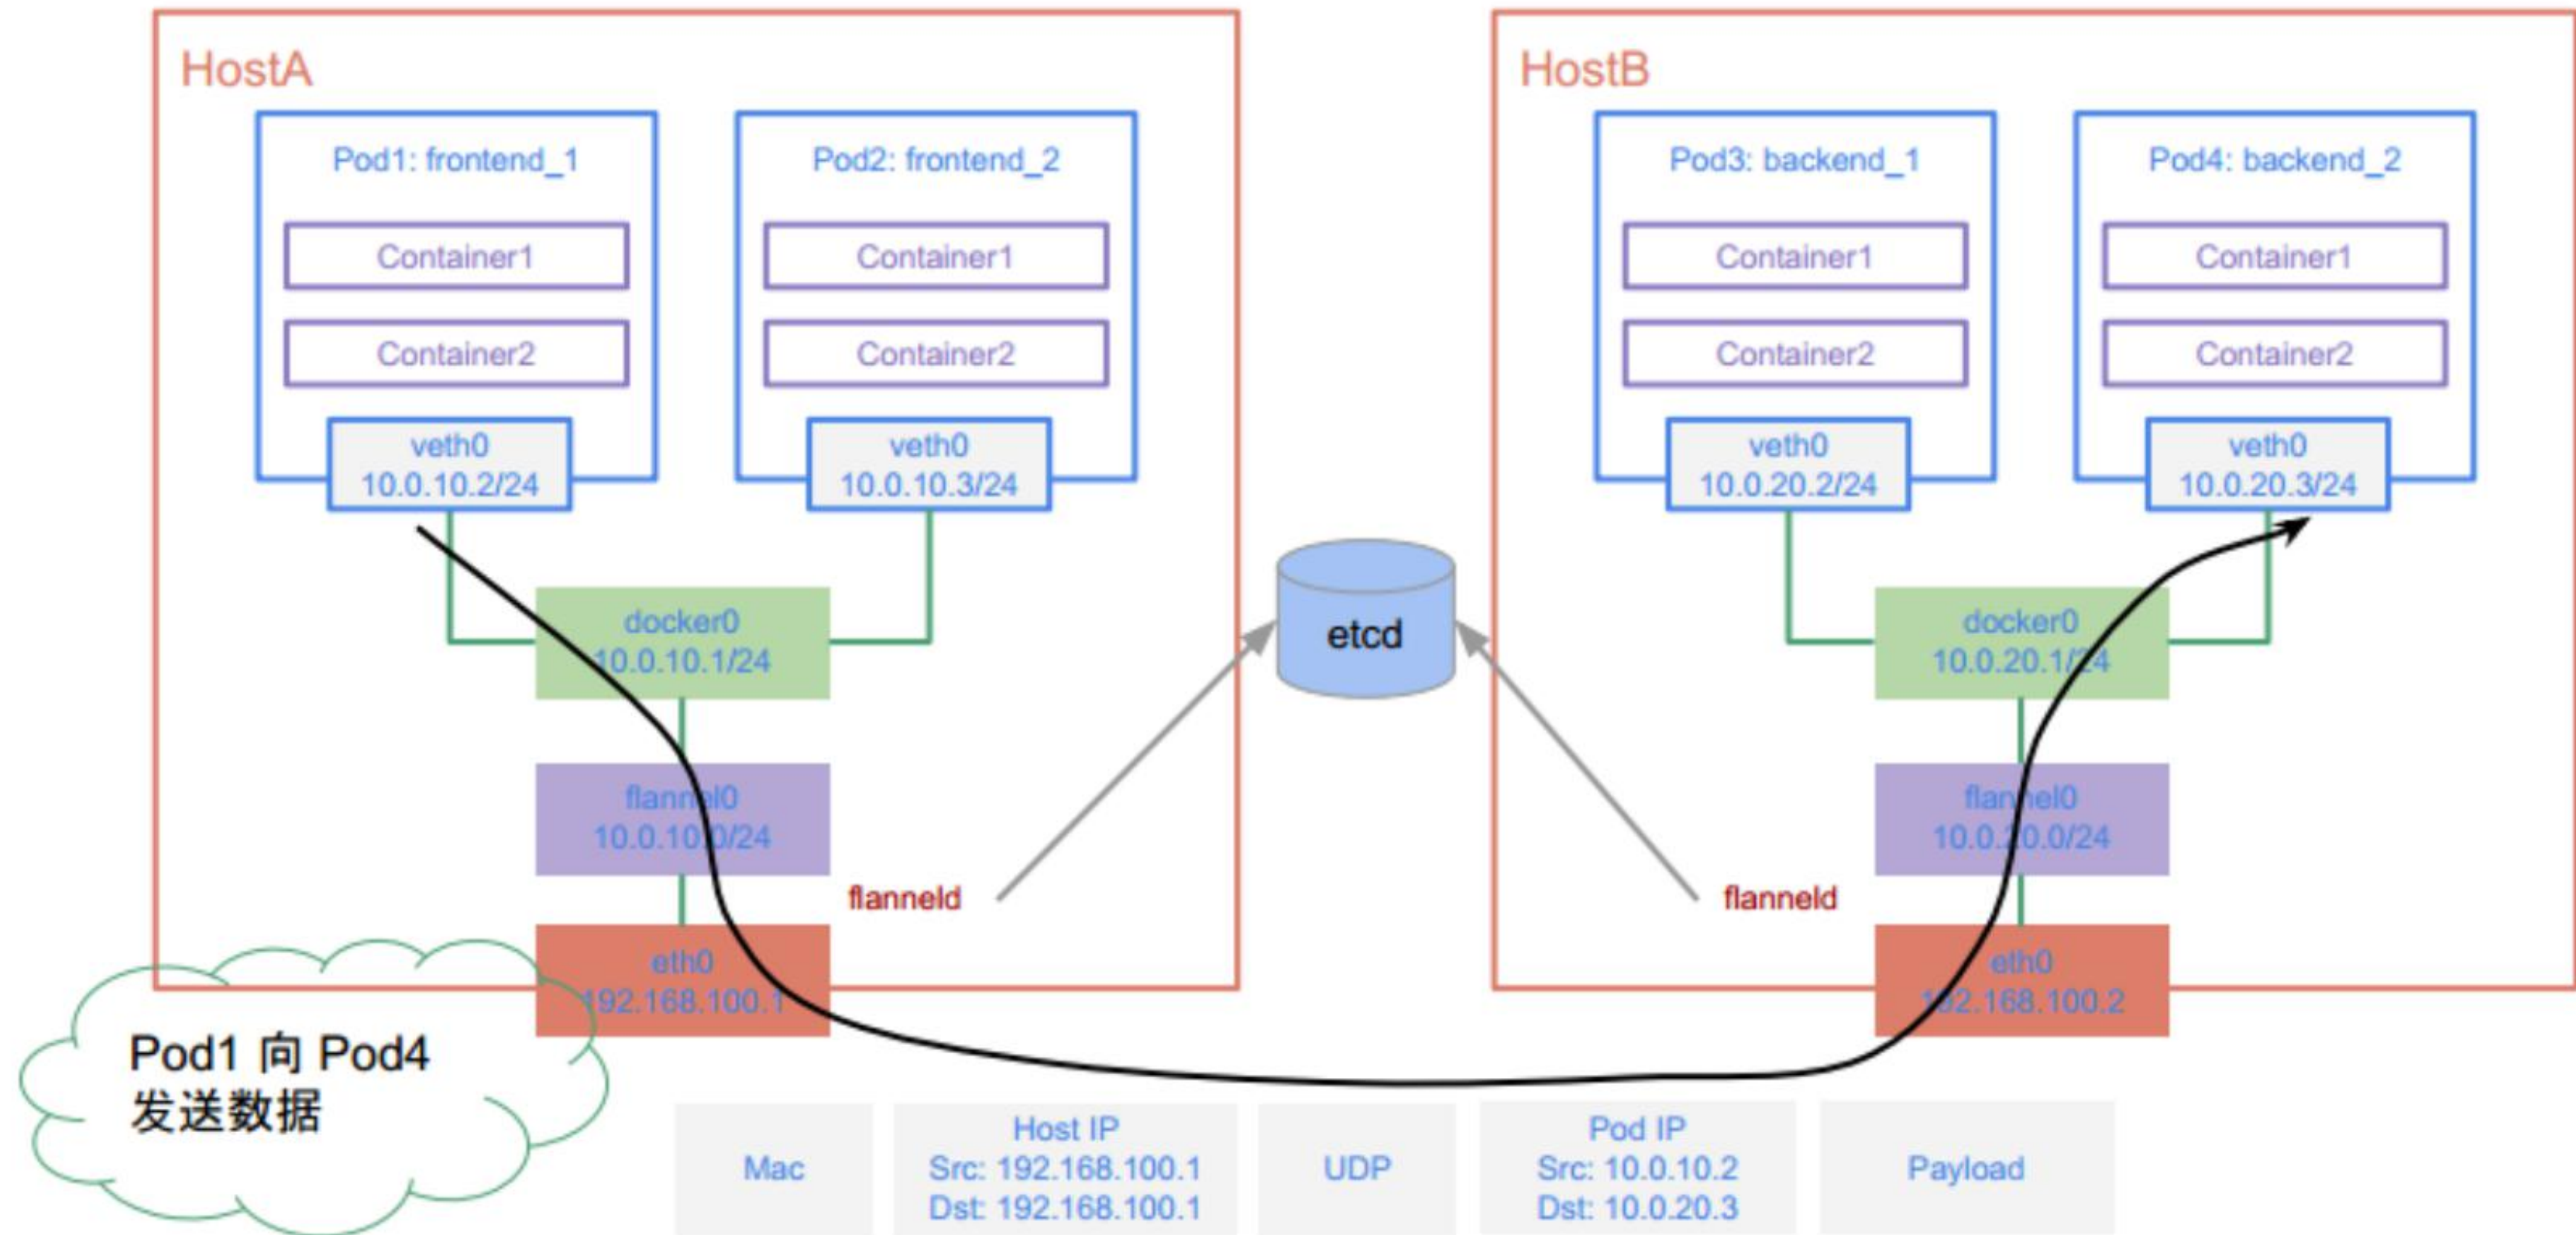 HostA
Pod1: frontend_1
Container1
Container2
veth0
10.0.10.2/24
Pod2: frontend_2
Container1
Container2
veth0
10.0.10.3/24
docker0
10.0.10.1/24
flannel0
10.0.10.0/24
flanneld
eth0
192.168.100.1
etcd
HostB
Pod3: backend_1
Container1
Container2
veth0
10.0.20.2/24
Pod4: backend_2
Container1
Container2
veth0
10.0.20.3/24
docker0
10.0.20.1/24
flannel0
10.0.20.0/24
flanneld
eth0
192.168.100.2
Pod1 向 Pod4
发送数据
Mac
Host IP
Src: 192.168.100.1
Dst: 192.168.100.1
UDP
Pod IP
Src: 10.0.10.2
Dst: 10.0.20.3
Payload